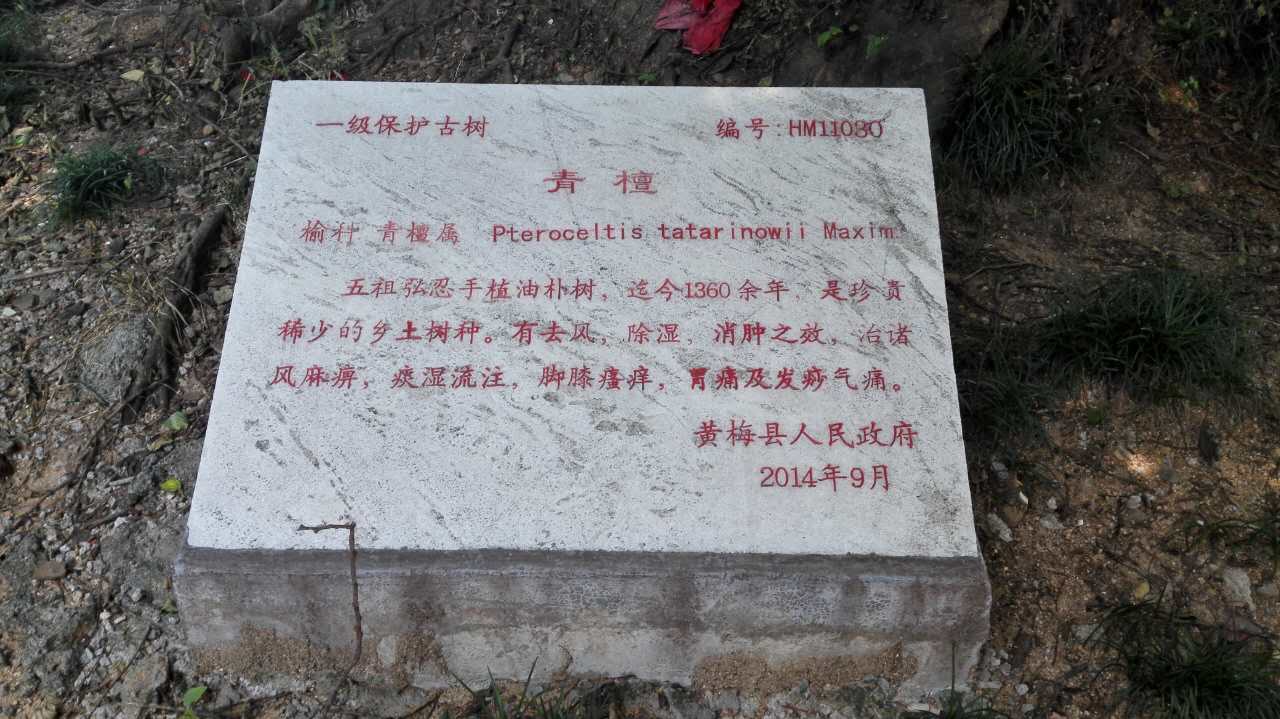 一级保护古树 编号:HM11030
青檀
榆科 青檀属 Pteroceltis tatarinowii Maxim
五祖弘忍手植油朴树，迄今1360余年，是珍贵
稀少的乡土树种。有去风，除湿，消肿之效，治诸
风麻痹，痰湿流注，脚膝瘙痒，胃痛及发痧气痛。
黄梅县人民政府
2014年9月